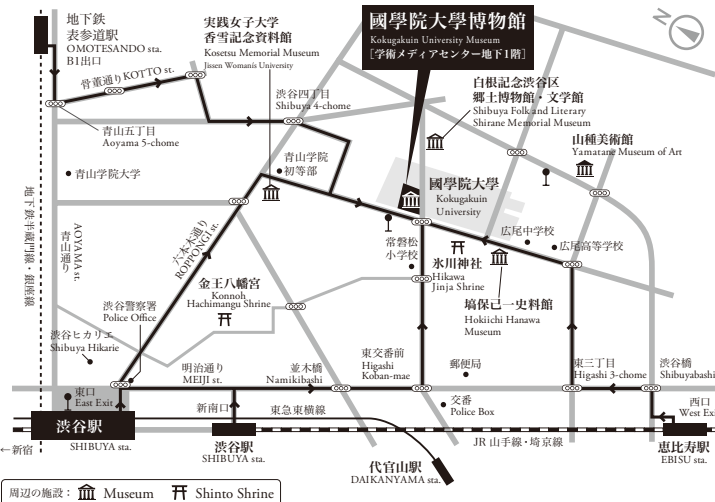 地下鉄
表参道駅
OMOTESANDO sta.
B1出口
骨董通りKOTTO st.
実践女子大学
香雪記念資料館
Kosetsu Memorial Museum
Jissen Women's University
國學院大學博物館
Kokugakuin University Museum
[学術メディアセンター地下1階]
N
渋谷四丁目
Shibuya 4-chome
白根記念渋谷区
郷土博物館・文学館
Shibuya Folk and Literary
Shirane Memorial Museum
山種美術館
Yamatane Museum of Art
青山五丁目
Aoyama 5-chome
青山学院大学
青山学院
初等部
國學院大學
Kokugakuin
University
地下鉄半蔵門線・銀座線
AOYAMA st.
青山通り
六本木通り
ROPPONGI st.
常磐松
小学校
氷川神社
Hikawa
Jinja Shrine
広尾中学校
広尾高等学校
塙保己一史料館
Hokiichi Hanawa
Museum
金王八幡宮
Konnoh
Hachimangu Shrine
渋谷警察署
Police Office
渋谷ヒカリエ
Shibuya Hikarie
明治通り
MEIJI st.
並木橋
Namikibashi
東交番前
Higashi
Koban-mae
郵便局
東三丁目
Higashi 3-chome
渋谷橋
Shibuyabashi
東口
East Exit
新南口
東急東横線
交番
Police Box
西口
West Ex
渋谷駅
SHIBUYA sta.
渋谷駅
SHIBUYA sta.
JR 山手線・埼京線
恵比寿駅
EBISU sta.
←新宿
代官山駅
DAIKANYAMA sta.
周辺の施設： Museum Shinto Shrine